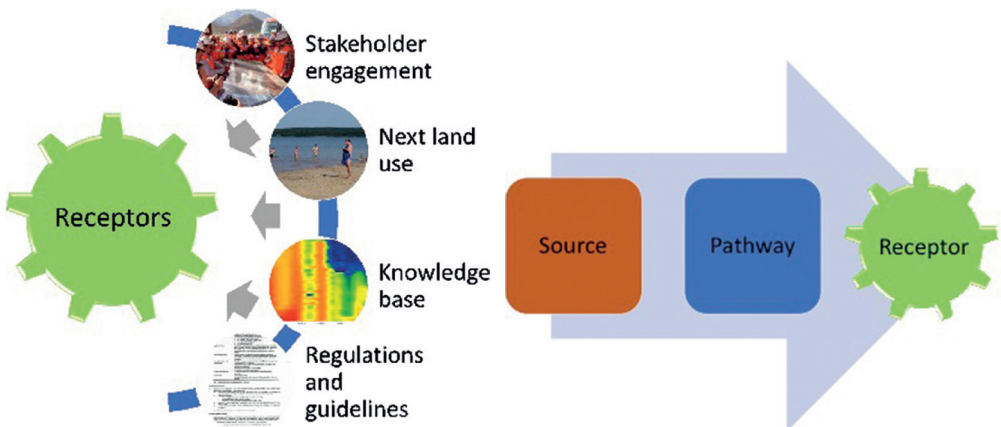 Stakeholder
engagement
Next land
use
Receptors
Knowledge
base
Regulations
and
guidelines
Source
Pathway
Receptor